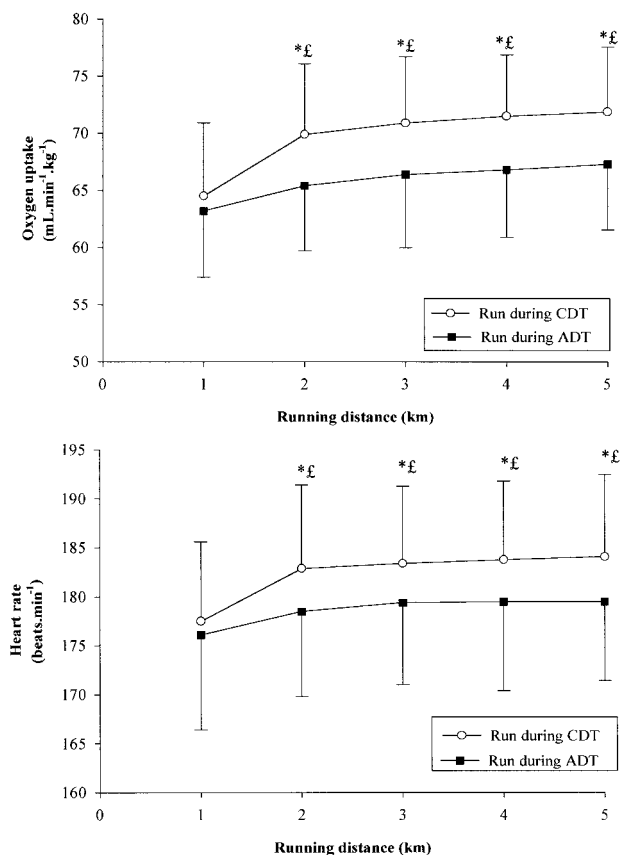 80
75
70
65
60
55
50
Oxygen uptake
(mL.min⁻¹.kg⁻¹)
*£ *£ *£ *£
Run during CDT
Run during ADT
0 1 2 3 4 5
Running distance (km)
195
190
185
180
175
170
165
160
Heart rate
(beats.min⁻¹)
*£ *£ *£ *£
Run during CDT
Run during ADT
0 1 2 3 4 5
Running distance (km)